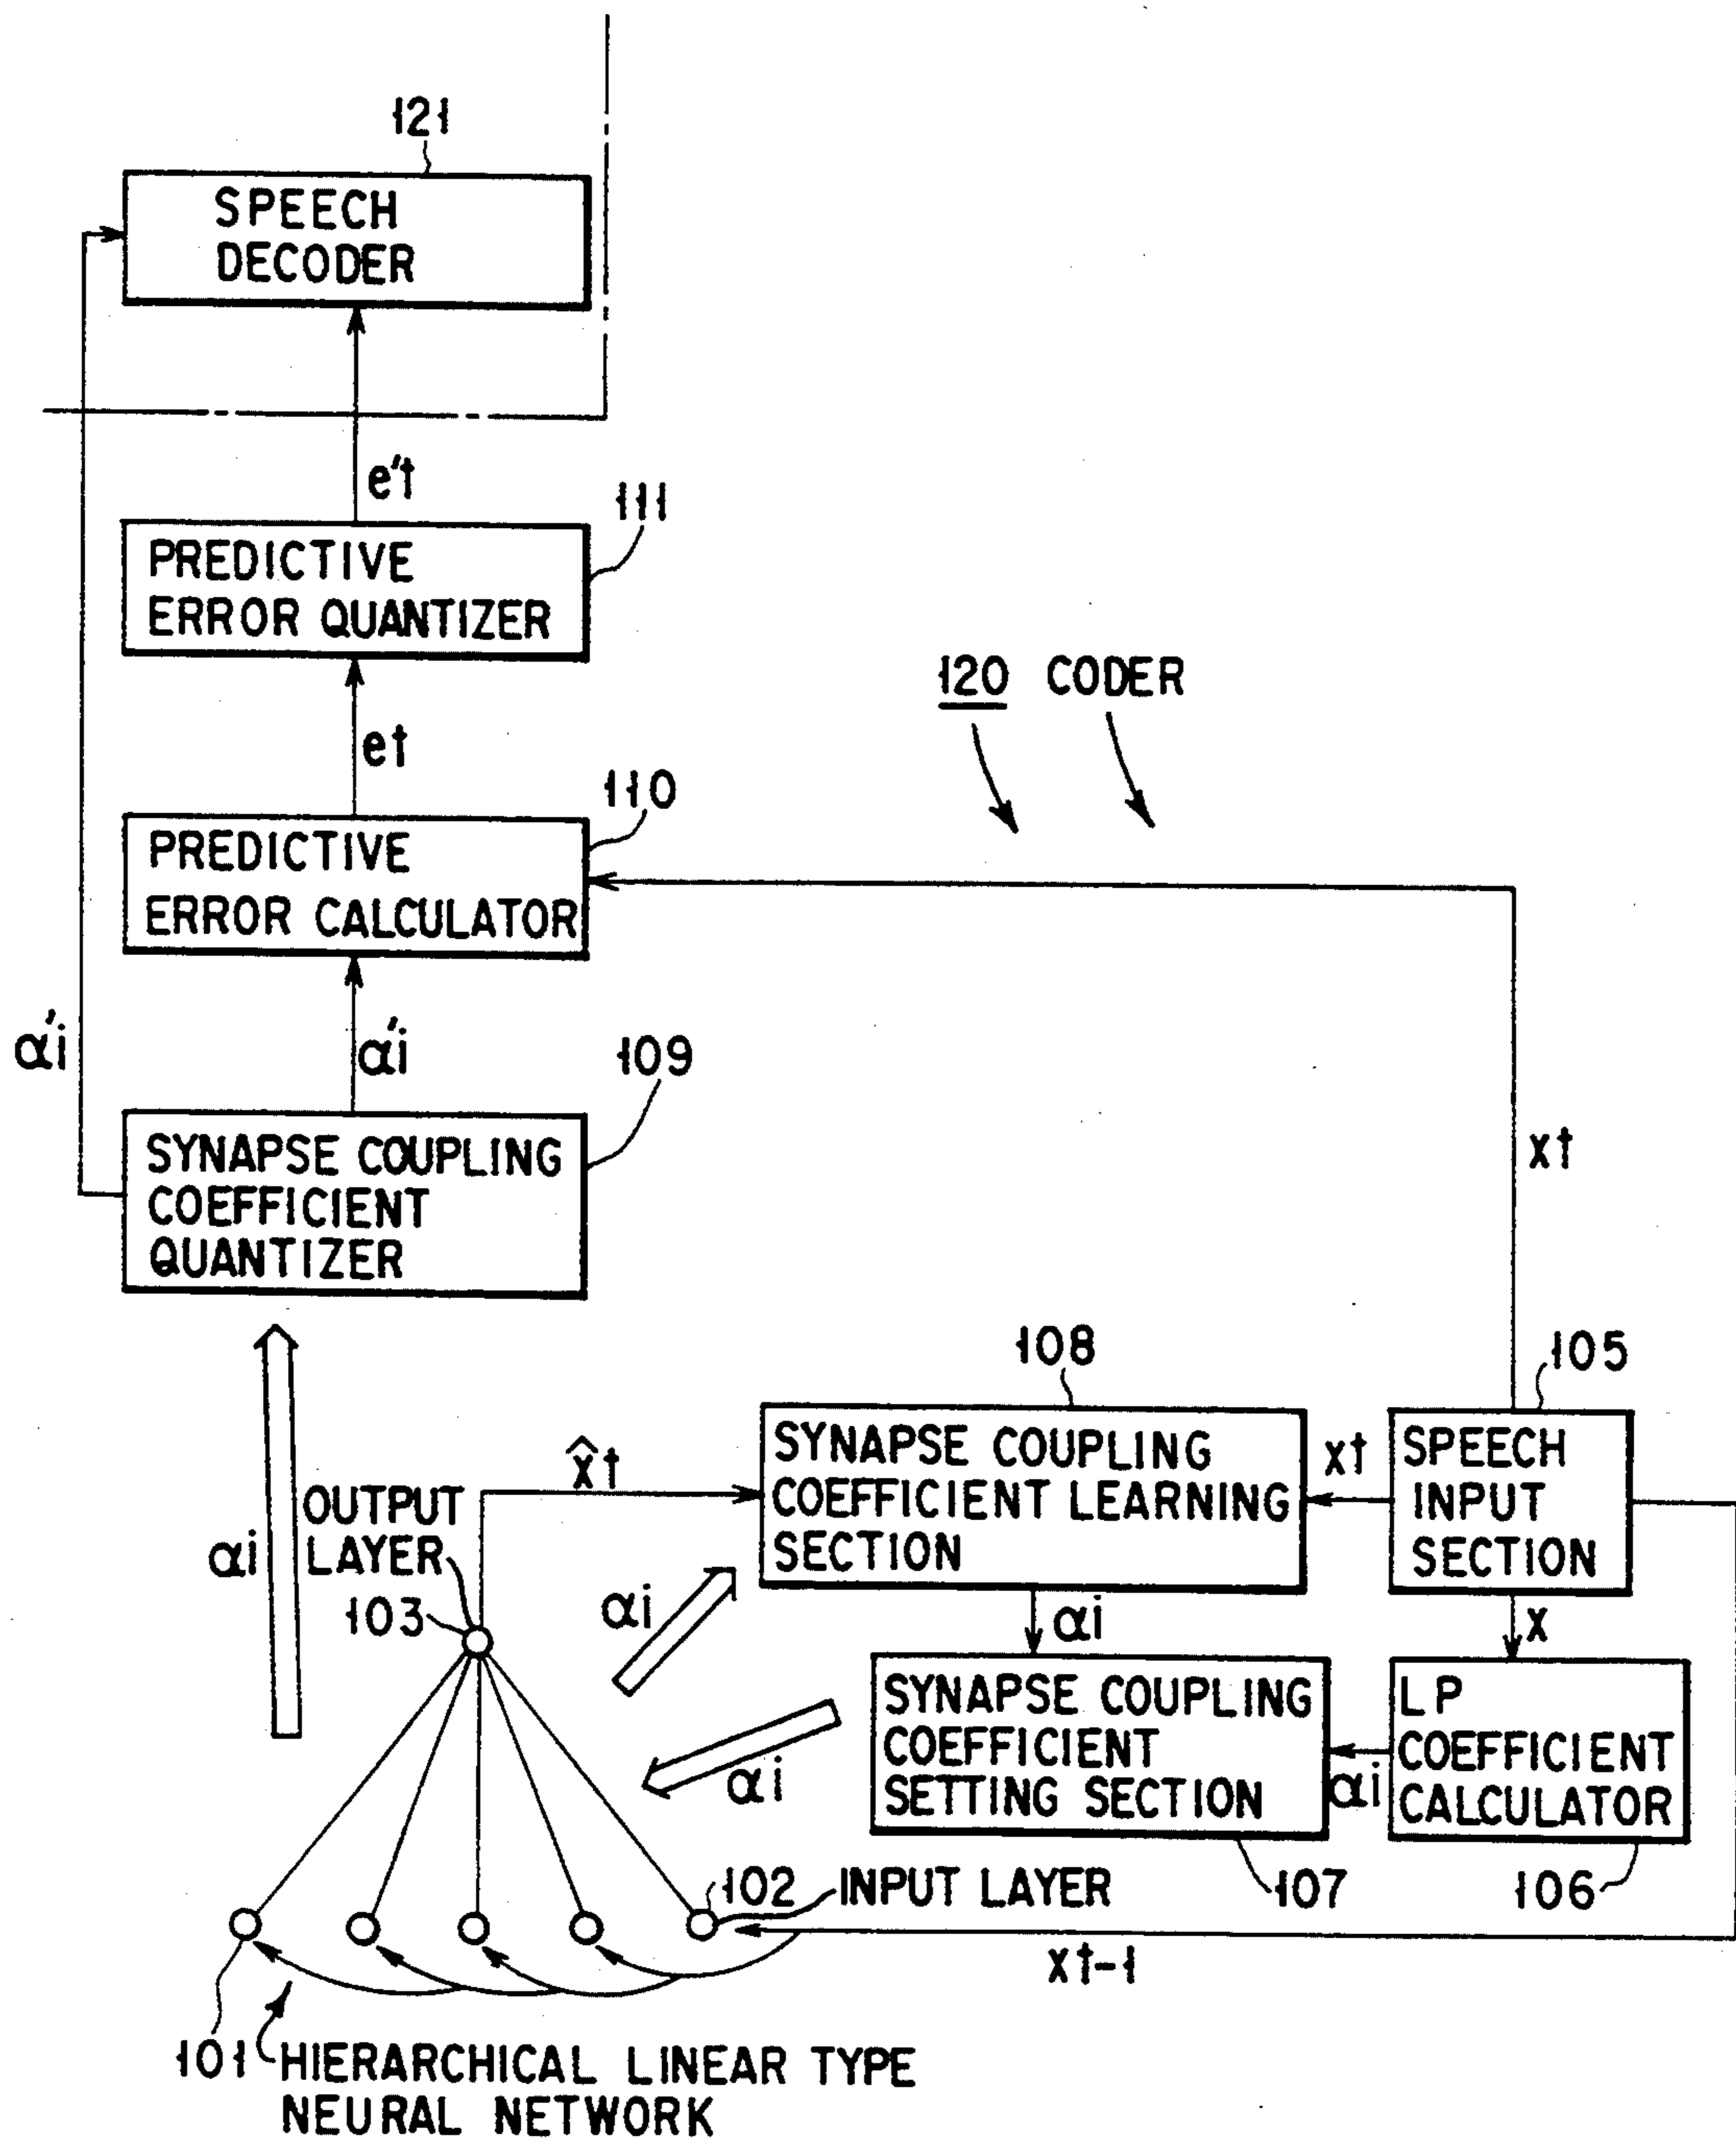 121
SPEECH
DECODER
e't
111
PREDICTIVE
ERROR QUANTIZER
120 CODER
et
110
PREDICTIVE
ERROR CALCULATOR
α'i
α'i
109
SYNAPSE COUPLING
COEFFICIENT
QUANTIZER
xt
108
105
SYNAPSE COUPLING
COEFFICIENT LEARNING
SECTION
xt
SPEECH
INPUT
SECTION
x̂t
OUTPUT
LAYER
αi
103
αi
αi
x
SYNAPSE COUPLING
COEFFICIENT
SETTING SECTION
αi
LP
COEFFICIENT
CALCULATOR
αi
102
INPUT LAYER
107
106
xt-1
101
HIERARCHICAL LINEAR TYPE
NEURAL NETWORK